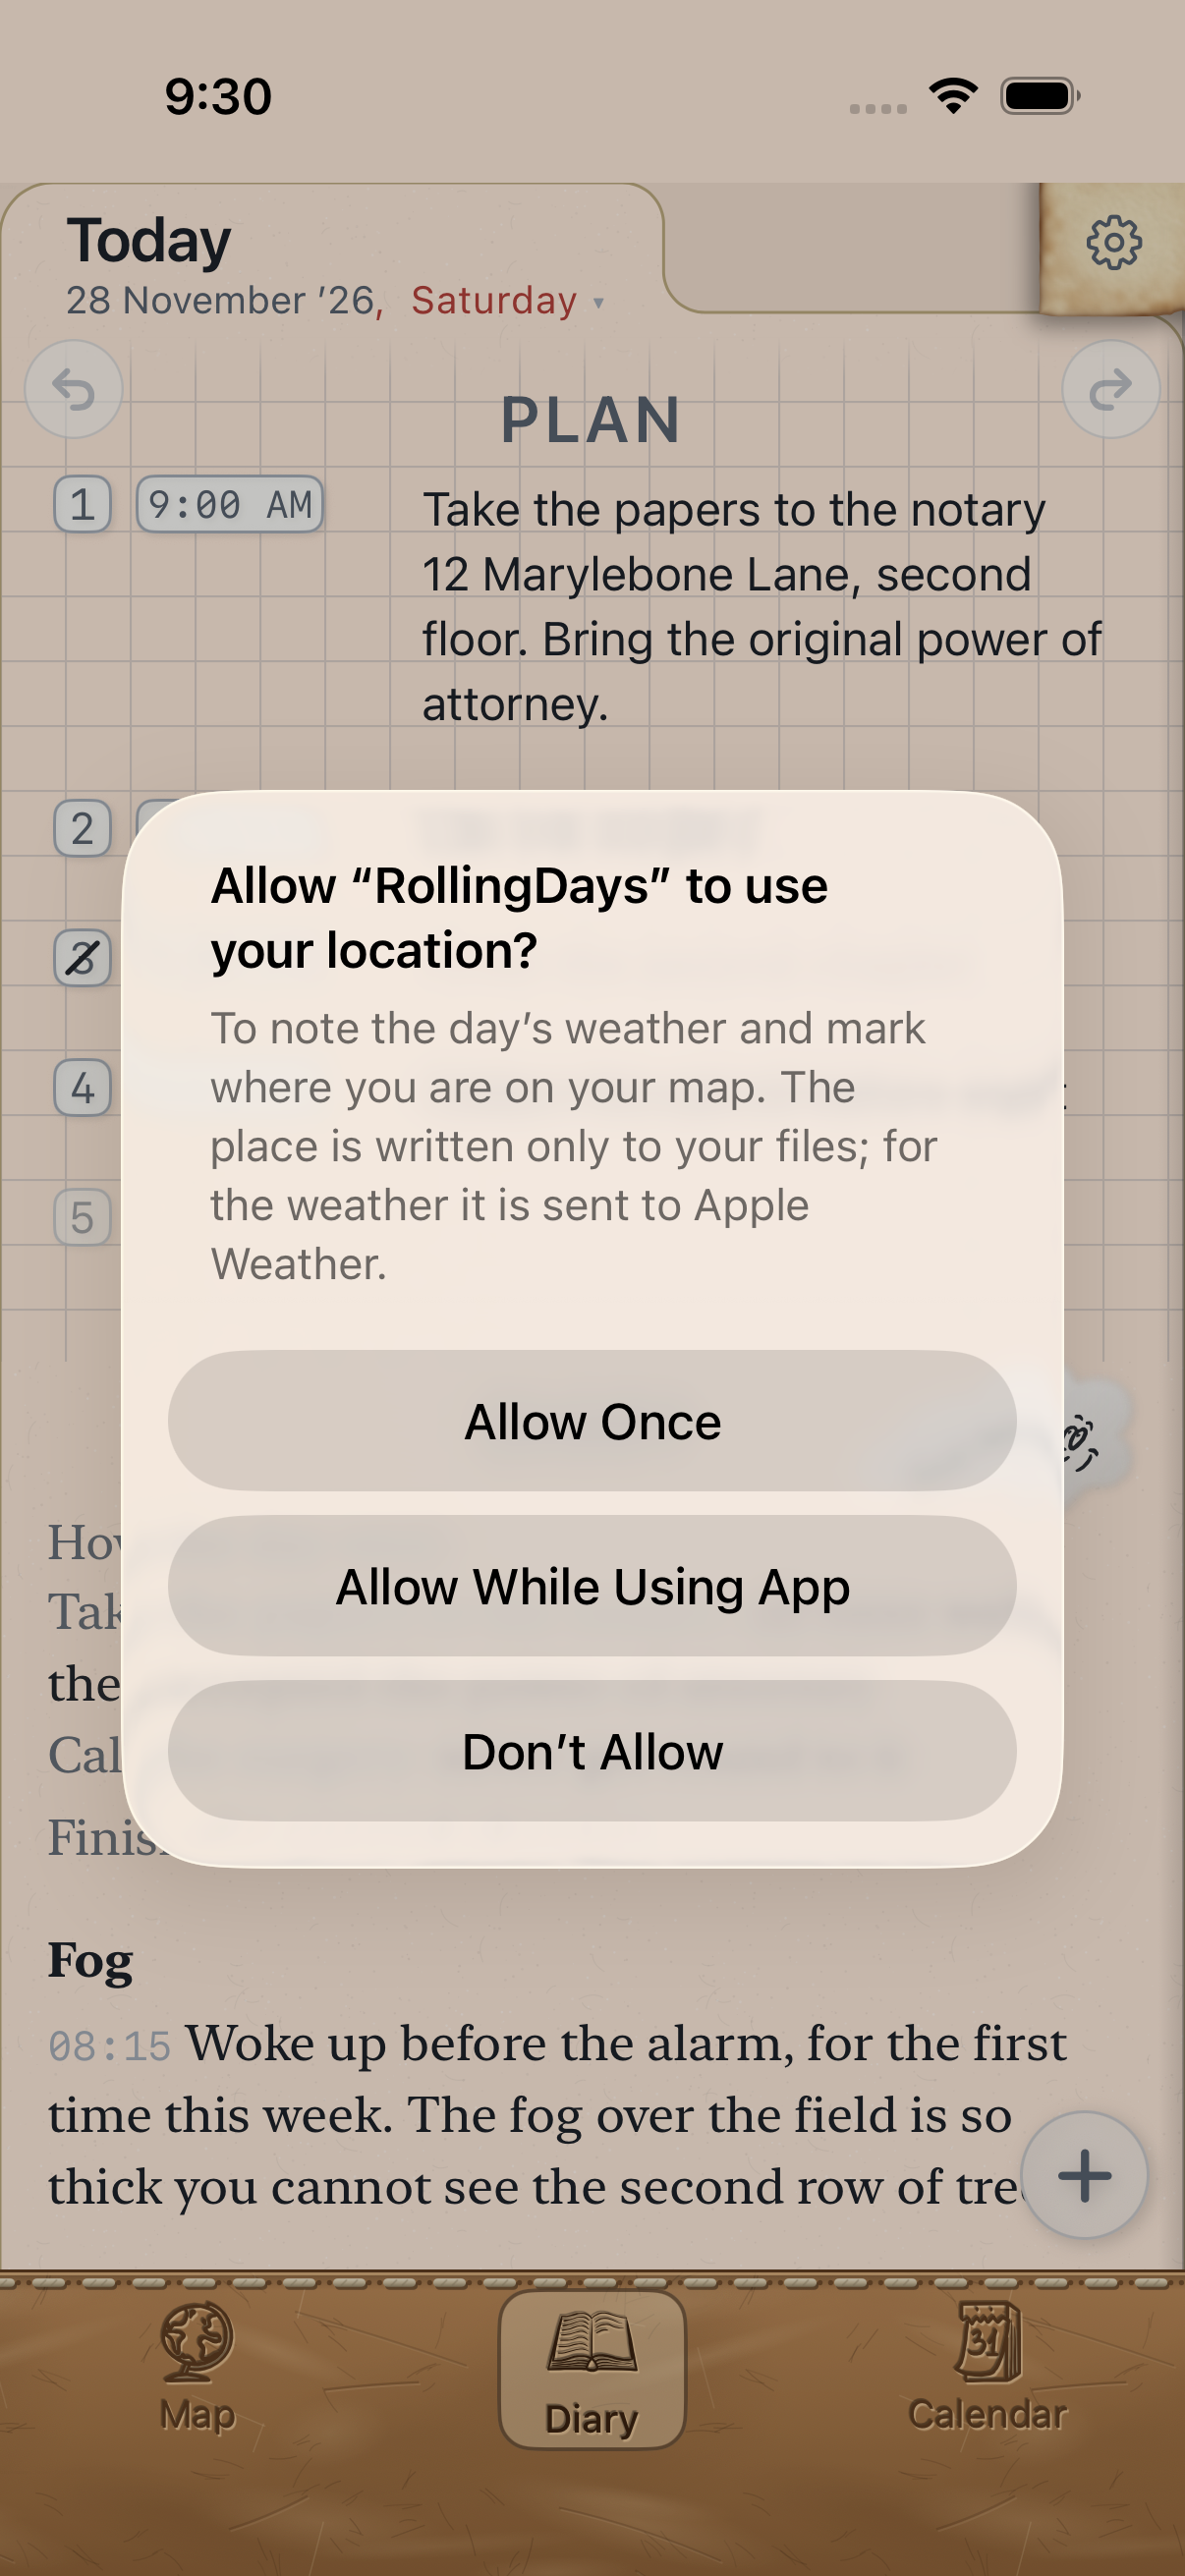 9:30
Today
28 November ’26, Saturday
PLAN
1 9:00 AM Take the papers to the notary
12 Marylebone Lane, second
floor. Bring the original power of
attorney.
2
3
4
5
Allow “RollingDays” to use
your location?
To note the day’s weather and mark
where you are on your map. The
place is written only to your files; for
the weather it is sent to Apple
Weather.
Allow Once
Allow While Using App
Don’t Allow
the
Fog
08:15 Woke up before the alarm, for the first
time this week. The fog over the field is so
thick you cannot see the second row of
Map
Diary
31
Calendar